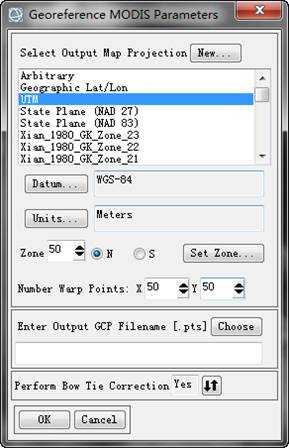 Georeference MODIS Parameters
Select Output Map Projection New...
Arbitrary
Geographic Lat/Lon
UTM
State Plane (NAD 27)
State Plane (NAD 83)
Xian_1980_GK_Zone_23
Xian_1980_GK_Zone_22
Xian_1980_GK_Zone_21
Datum... WGS-84
Units... Meters
Zone 50 N S Set Zone...
Number Warp Points: X 50 Y 50
Enter Output GCP Filename [.pts] Choose
Perform Bow Tie Correction Yes
OK Cancel